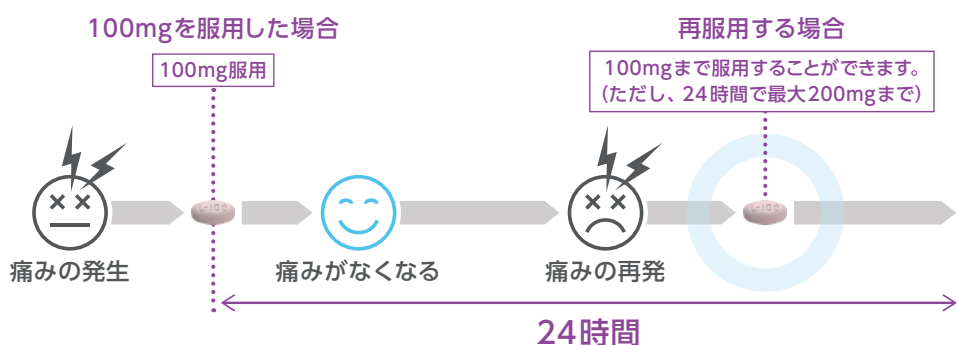 100mgを服用した場合
再服用する場合
100mg服用
100mgまで服用することができます。
(ただし、24時間で最大200mgまで)
L-100
L-100
痛みの発生
痛みがなくなる
痛みの再発
24時間